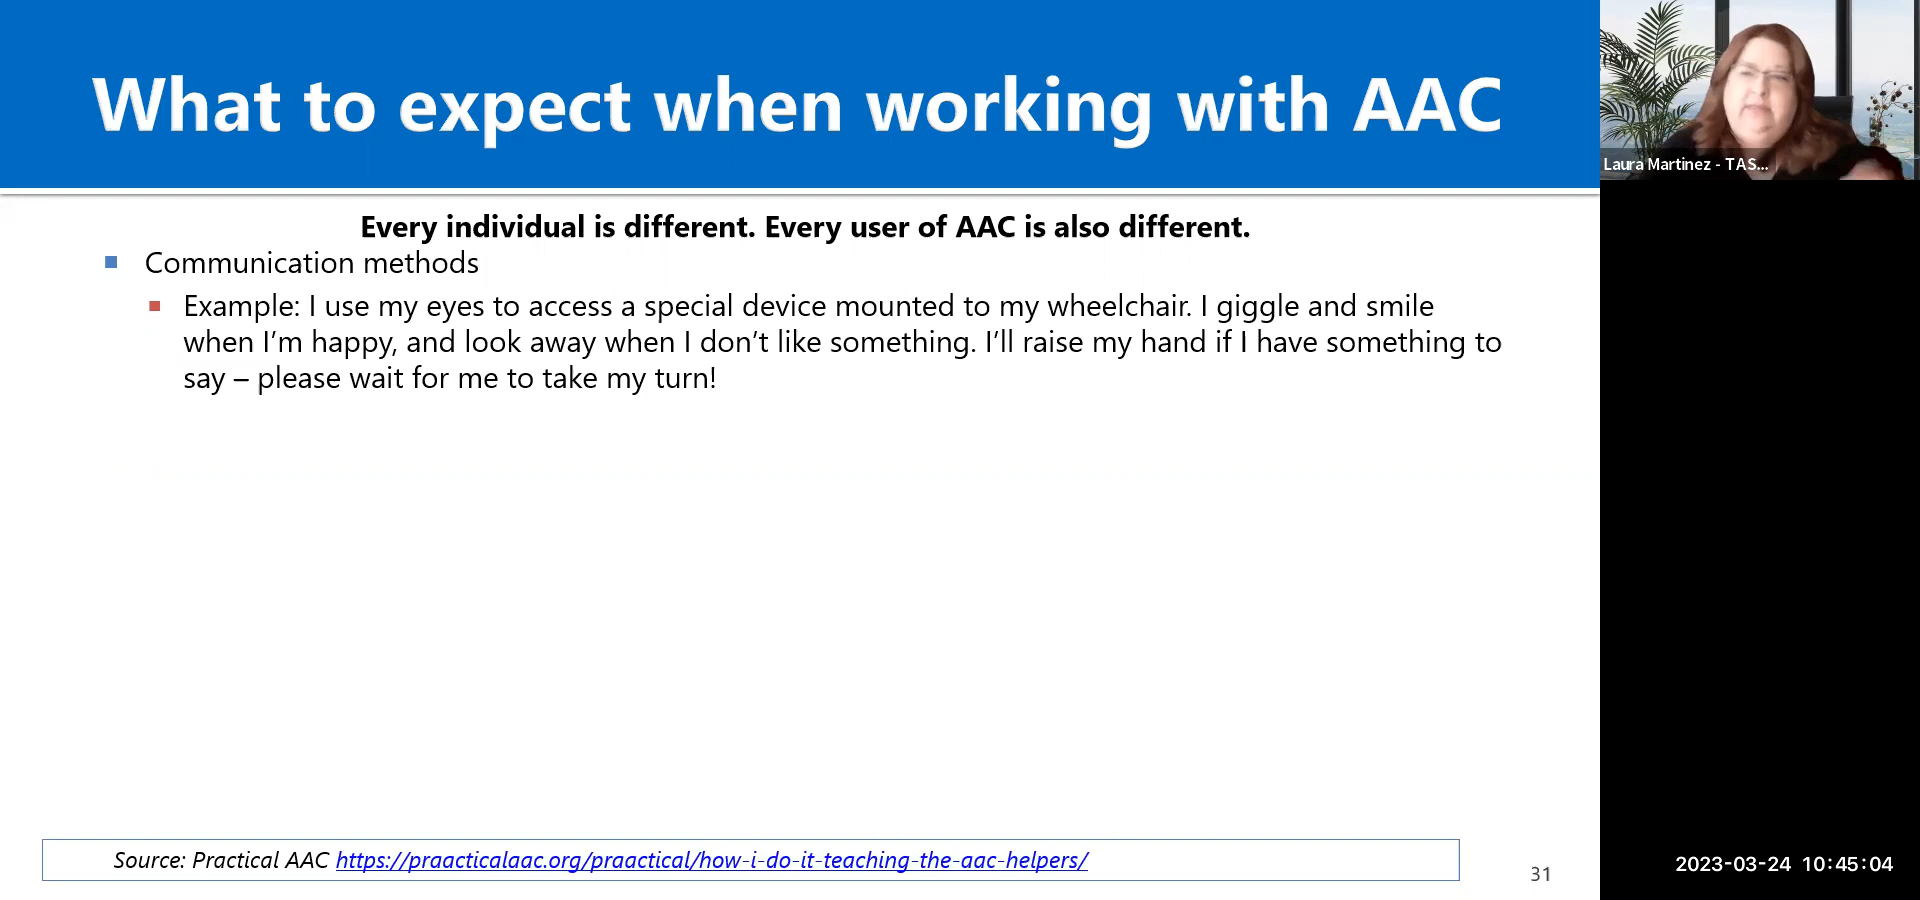 What to expect when working with AAC
Laura Martinez - TAS...
Every individual is different. Every user of AAC is also different.
Communication methods
Example: I use my eyes to access a special device mounted to my wheelchair. I giggle and smile
when I’m happy, and look away when I don’t like something. I’ll raise my hand if I have something to
say – please wait for me to take my turn!
Source: Practical AAC https://praacticalaac.org/praactical/how-i-do-it-teaching-the-aac-helpers/
31
2023-03-24 10:45:04